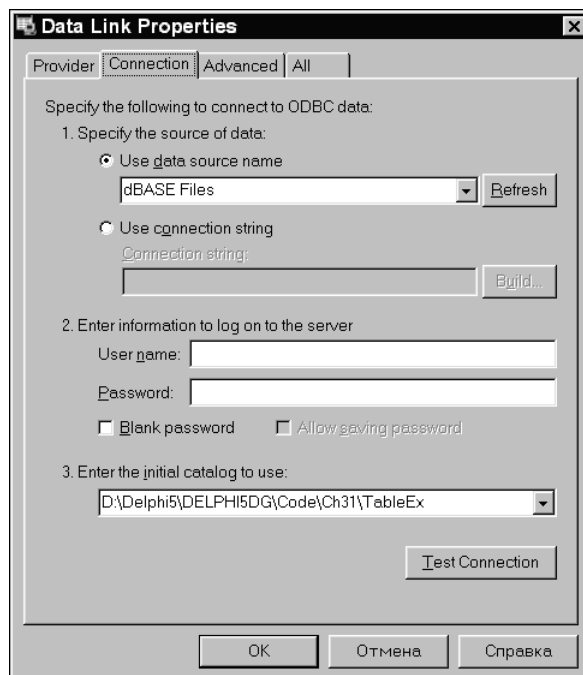 Data Link Properties
Provider Connection Advanced All
Specify the following to connect to ODBC data:
1. Specify the source of data:
Use data source name
dBASE Files Refresh
Use connection string
Connection string:
Build...
2. Enter information to log on to the server
User name:
Password:
Blank password Allow saving password
3. Enter the initial catalog to use:
D:\Delphi5\DELPHI5DG\Code\Ch31\TableEx
Test Connection
OK Отмена Справка